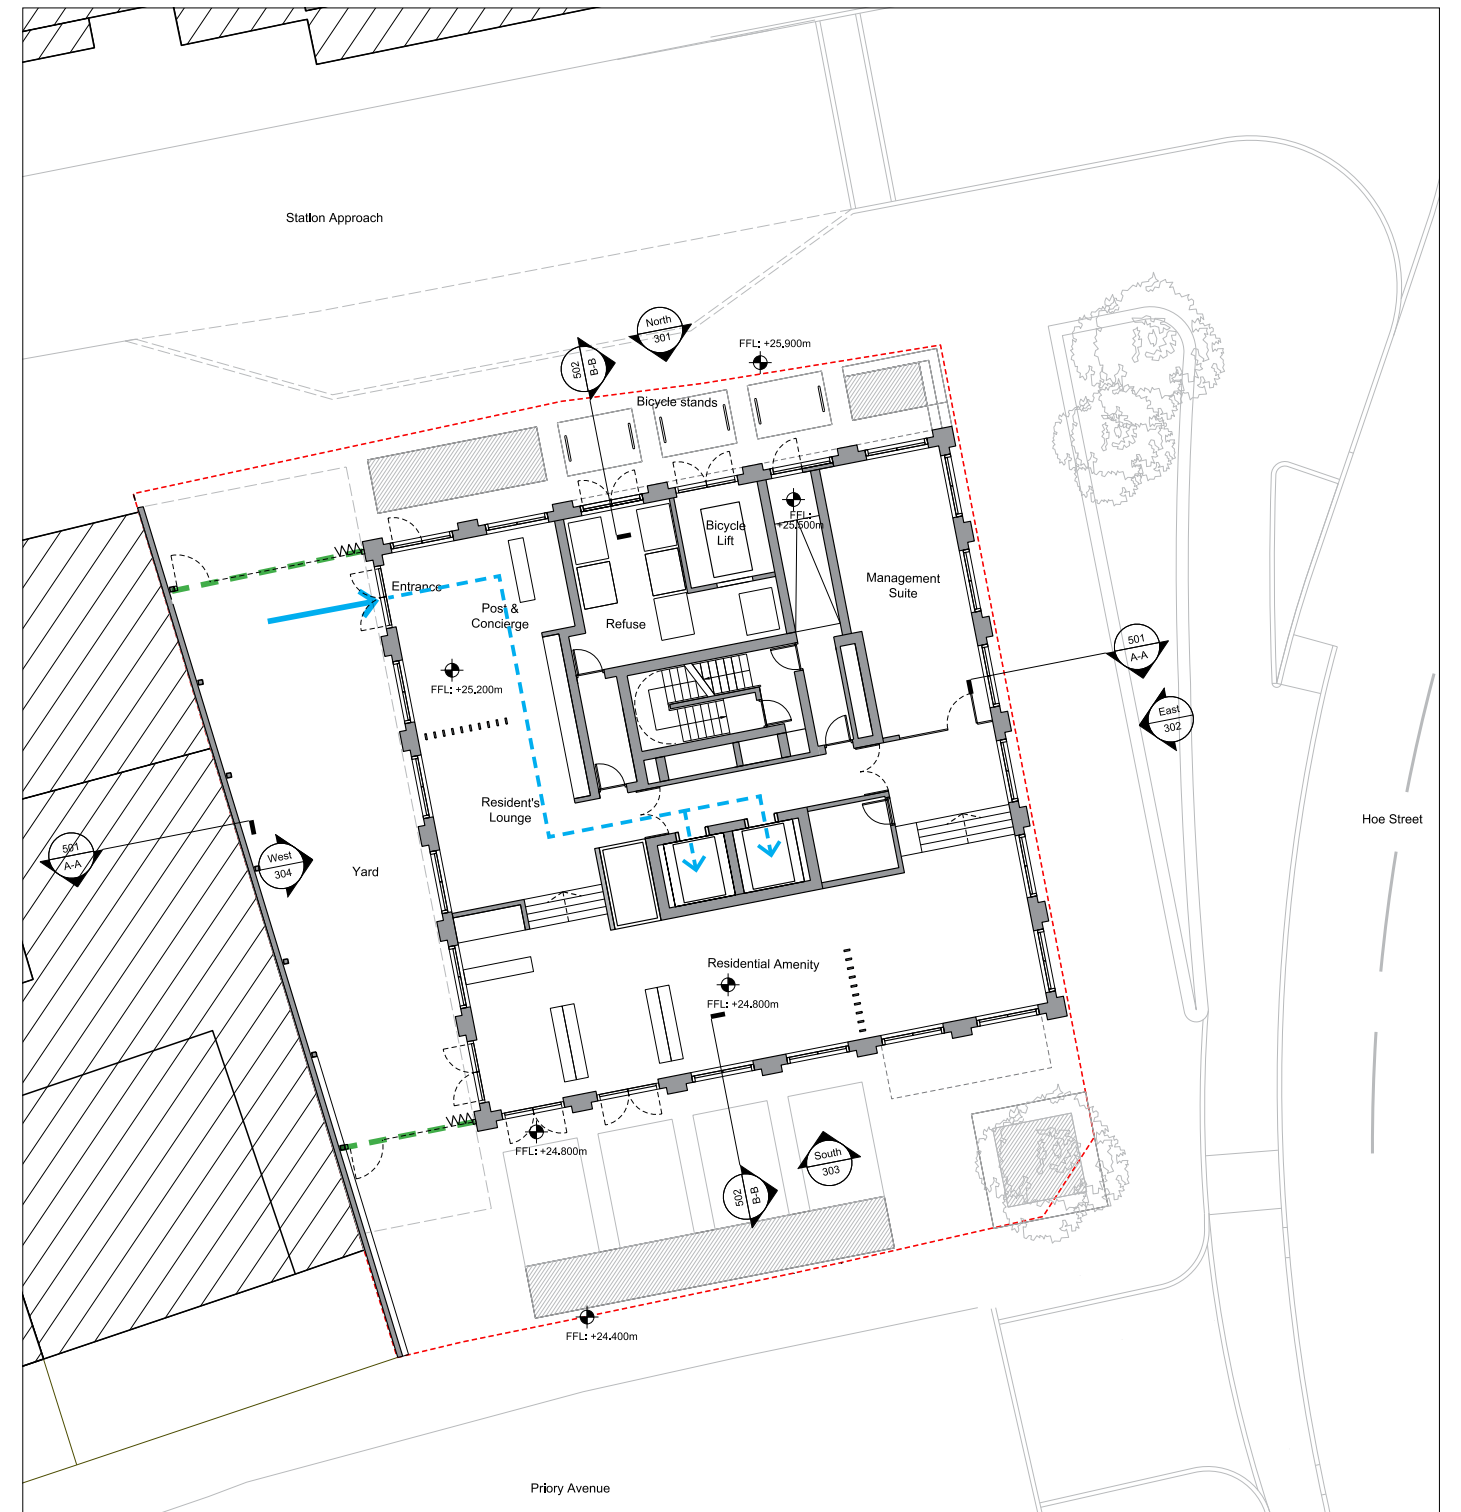 Station Approach
North
301
FFL: +25.900m
502
B-B
Bicycle stands
FFL:
+25.500m
Bicycle
Lift
Entrance
Management
Suite
Post &
Concierge
Refuse
501
A-A
FFL: +25.200m
East
302
Resident's
Lounge
Hoe Street
501
A-A
West
304
Yard
Residential Amenity
FFL: +24.800m
FFL: +24.800m
South
303
502
B-B
FFL: +24.400m
Priory Avenue